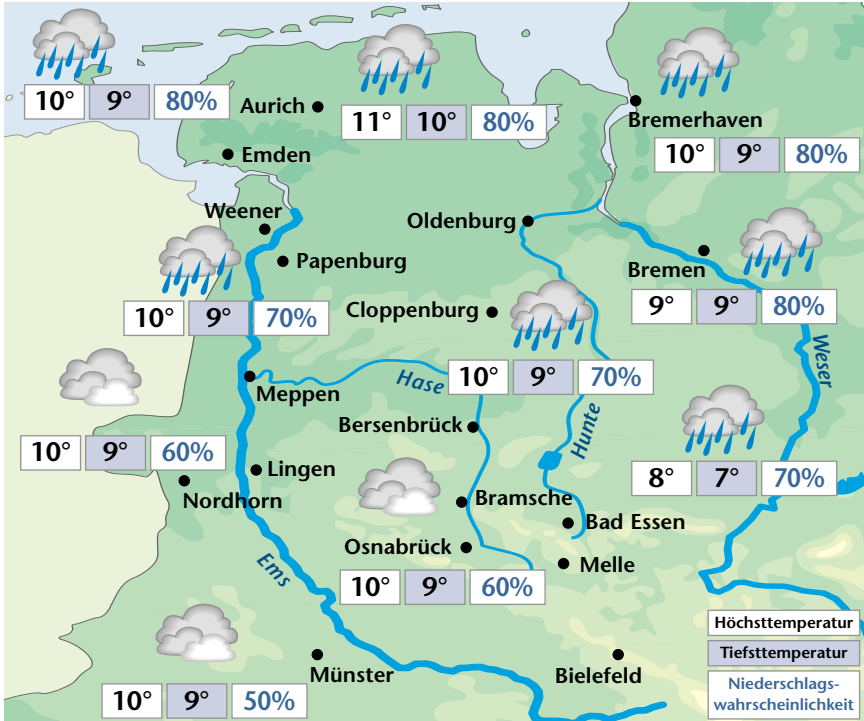 10° 9° 80%
Aurich
11° 10° 80%
Bremerhaven
10° 9° 80%
Emden
Weener
Oldenburg
Papenburg
Bremen
10° 9° 70%
Cloppenburg
9° 9° 80%
Weser
Hase
10° 9° 70%
Meppen
Bersenbrück
Hunte
10° 9° 60%
Lingen
8° 7° 70%
Nordhorn
Bramsche
Bad Essen
Osnabrück
Melle
Ems
10° 9° 60%
Höchsttemperatur
Tiefsttemperatur
Münster
Bielefeld
10° 9° 50%
Niederschlags-
wahrscheinlichkeit